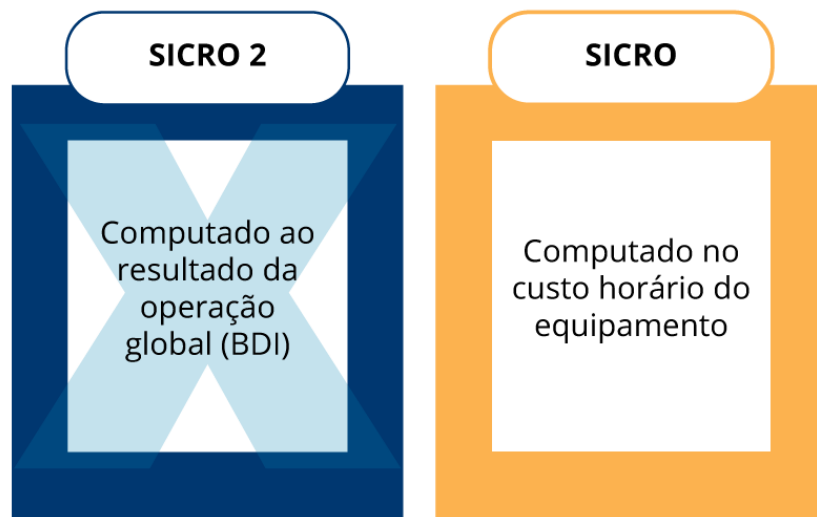 SICRO 2
Computado ao
resultado da
operação
global (BDI)
SICRO
Computado no
custo horário do
equipamento